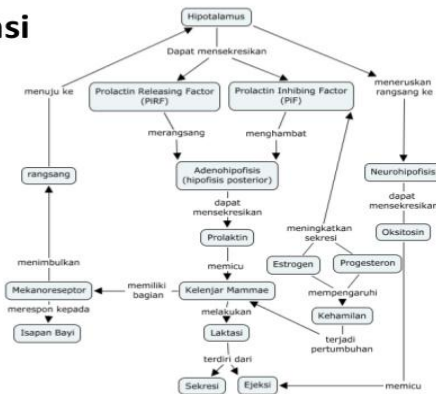 asi
Hipotalamus
Dapat mensekresikan
menuju ke
Prolactin Releasing Factor
(PIRF)
Prolactin Inhibing Factor
(PIF)
meneruskan
rangsang ke
merangsang
menghambat
rangsang
Adenohipofisis
(hipofisis posterior)
Neurohipofisis
dapat
mensekresikan
dapat
mensekresikan
Prolaktin
meningkatkan
sekresi
Oksitosin
menimbulkan
memicu
Estrogen
Progesteron
Mekanoreseptor
memiliki
bagian
Kelenjar Mammae
mempengaruhi
merespon kepada
melakukan
Kehamilan
Isapan Bayi
Laktasi
terjadi
pertumbuhan
terdiri dari
Sekresi
Ejeksi
memicu